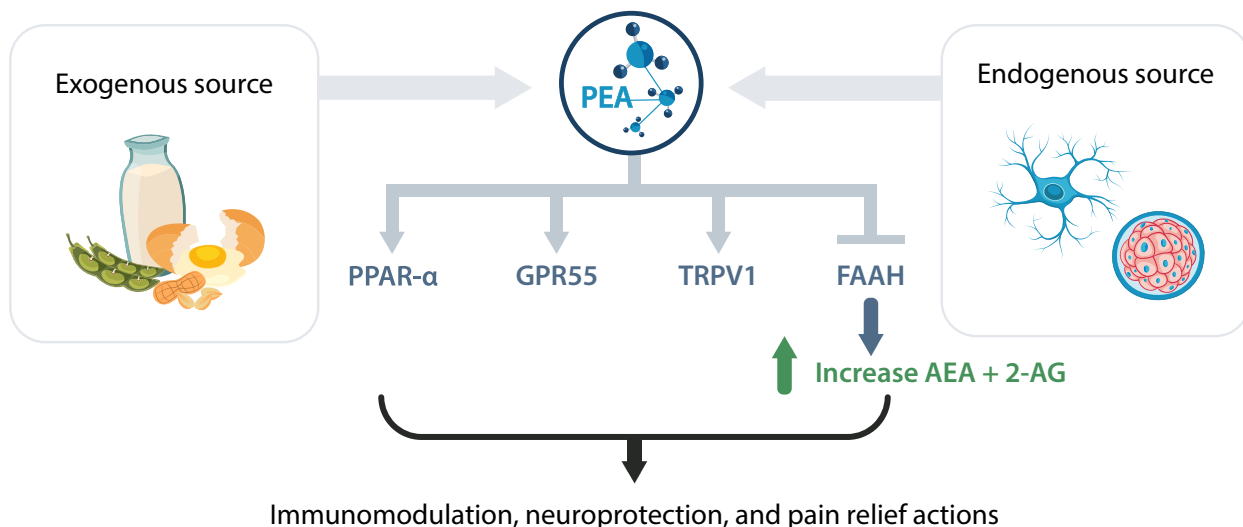 Exogenous source
PEA
Endogenous source
PPAR-α
GPR55
TRPV1
FAAH
Increase AEA + 2-AG
Immunomodulation, neuroprotection, and pain relief actions